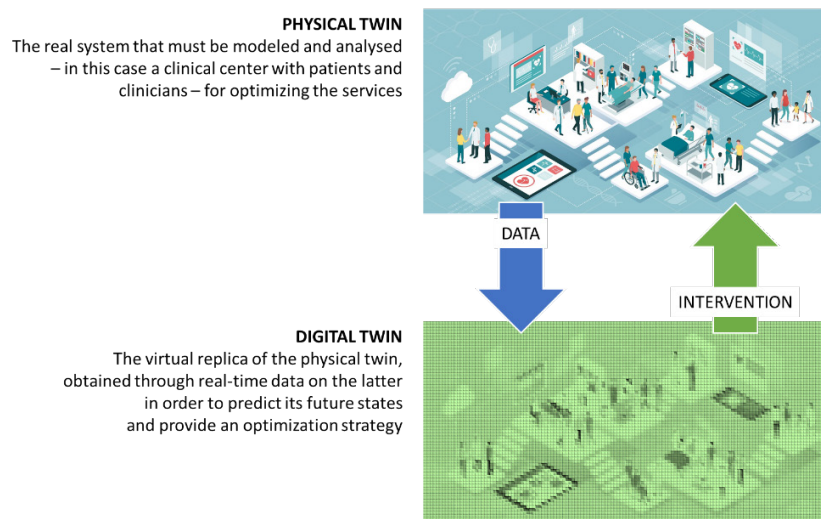 PHYSICAL TWIN
The real system that must be modeled and analysed
– in this case a clinical center with patients and
clinicians – for optimizing the services
DATA
INTERVENTION
DIGITAL TWIN
The virtual replica of the physical twin,
obtained through real-time data on the latter
in order to predict its future states
and provide an optimization strategy